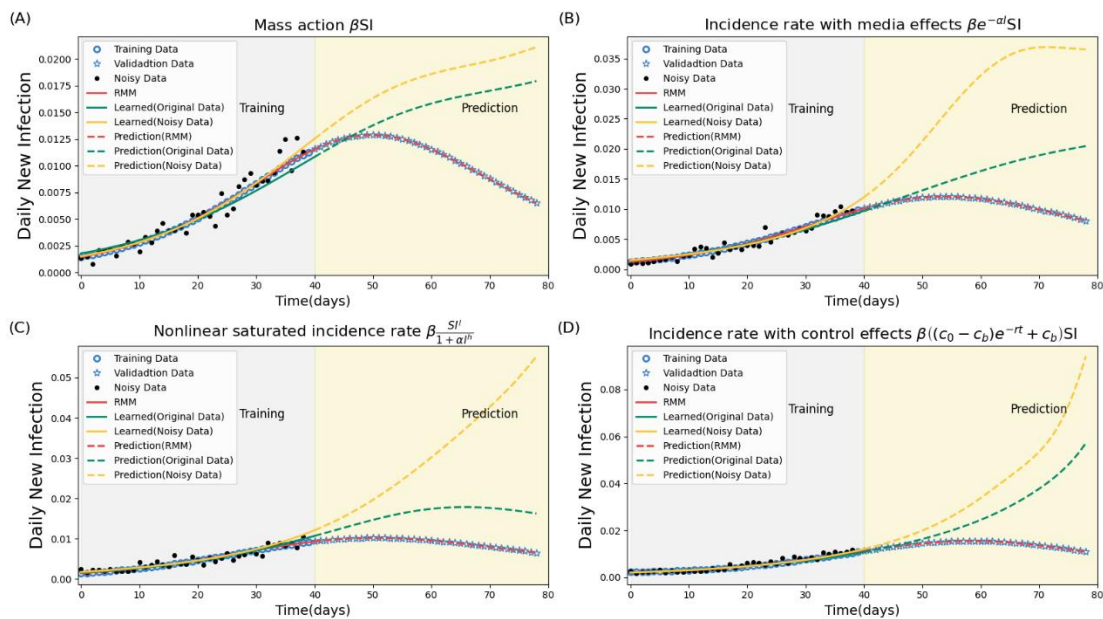 (A)
Mass action βSI
Daily New Infection
0.0200
0.0175
0.0150
0.0125
0.0100
0.0075
0.0050
0.0025
0.0000
Training Data
Validadtion Data
Noisy Data
RMM
Learned(Original Data)
Learned(Noisy Data)
Prediction(RMM)
Prediction(Original Data)
Prediction(Noisy Data)
Training
Prediction
0 10 20 30 40 50 60 70 80
Time(days)
(B)
Incidence rate with media effects βe^{-αI}SI
Daily New Infection
0.035
0.030
0.025
0.020
0.015
0.010
0.005
0.000
Training Data
Validadtion Data
Noisy Data
RMM
Learned(Original Data)
Learned(Noisy Data)
Prediction(RMM)
Prediction(Original Data)
Prediction(Noisy Data)
Training
Prediction
0 10 20 30 40 50 60 70 80
Time(days)
(C)
Nonlinear saturated incidence rate β\frac{SI^l}{1 + αI^h}
Daily New Infection
0.05
0.04
0.03
0.02
0.01
0.00
Training Data
Validadtion Data
Noisy Data
RMM
Learned(Original Data)
Learned(Noisy Data)
Prediction(RMM)
Prediction(Original Data)
Prediction(Noisy Data)
Training
Prediction
0 10 20 30 40 50 60 70 80
Time(days)
(D)
Incidence rate with control effects β((c₀ − c_b)e^{-rt} + c_b)SI
Daily New Infection
0.08
0.06
0.04
0.02
0.00
Training Data
Validadtion Data
Noisy Data
RMM
Learned(Original Data)
Learned(Noisy Data)
Prediction(RMM)
Prediction(Original Data)
Prediction(Noisy Data)
Training
Prediction
0 10 20 30 40 50 60 70 80
Time(days)